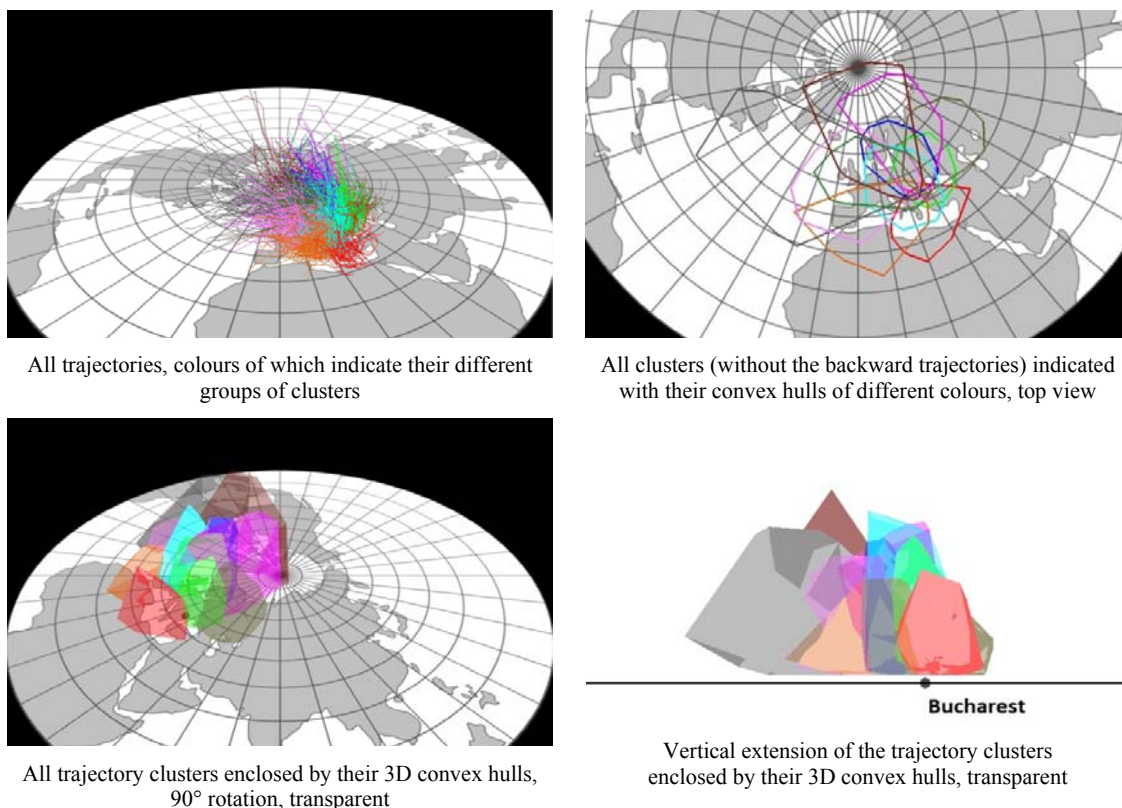 All trajectories, colours of which indicate their different
groups of clusters
All clusters (without the backward trajectories) indicated
with their convex hulls of different colours, top view
Bucharest
All trajectory clusters enclosed by their 3D convex hulls,
90° rotation, transparent
Vertical extension of the trajectory clusters
enclosed by their 3D convex hulls, transparent